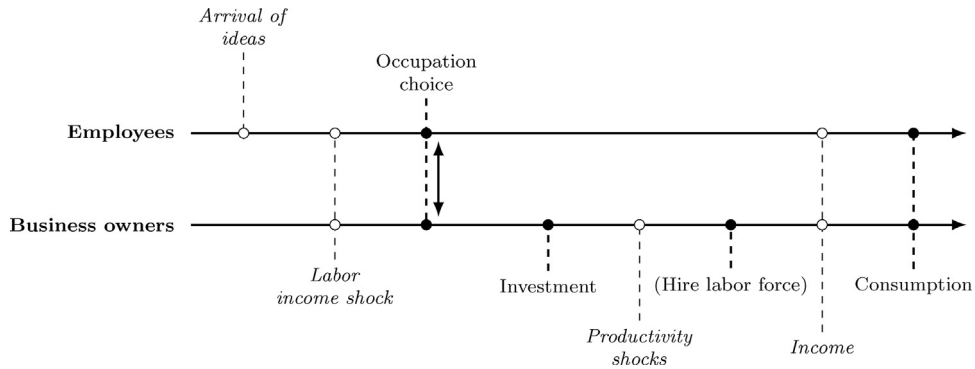 Arrival of
ideas
Occupation
choice
Employees
Business owners
Labor
income shock
Investment
(Hire labor force)
Consumption
Productivity
shocks
Income